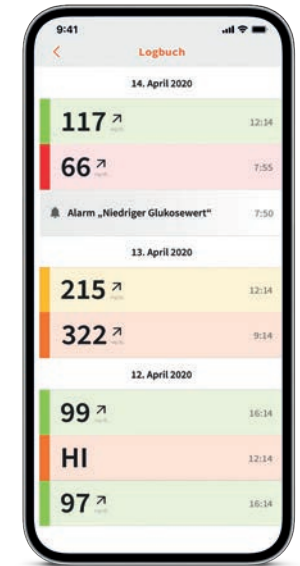 9:41
Logbuch
14. April 2020
117
12:14
66
7:55
Alarm „Niedriger Glukosewert“
7:50
13. April 2020
215
12:14
322
9:14
12. April 2020
99
16:14
HI
12:14
97
16:14